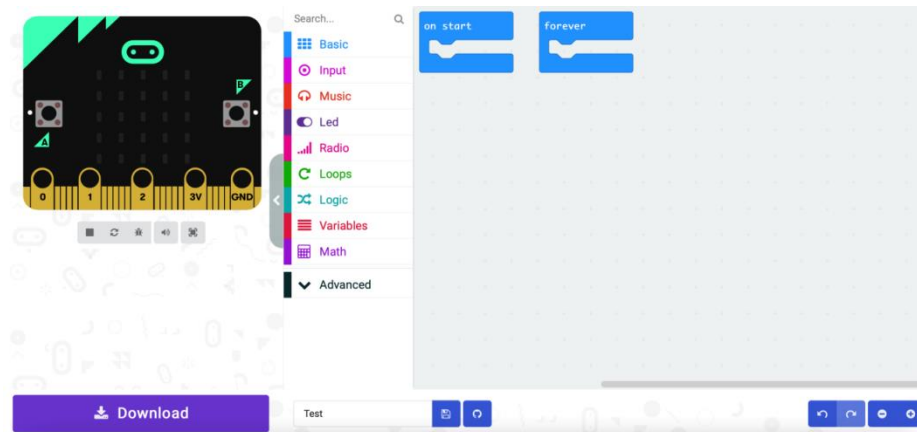 Search...
on start
forever
Basic
Input
Music
Led
Radio
Loops
Logic
Variables
Math
Advanced
B
A
0 1 2 3V GND
Download
Test